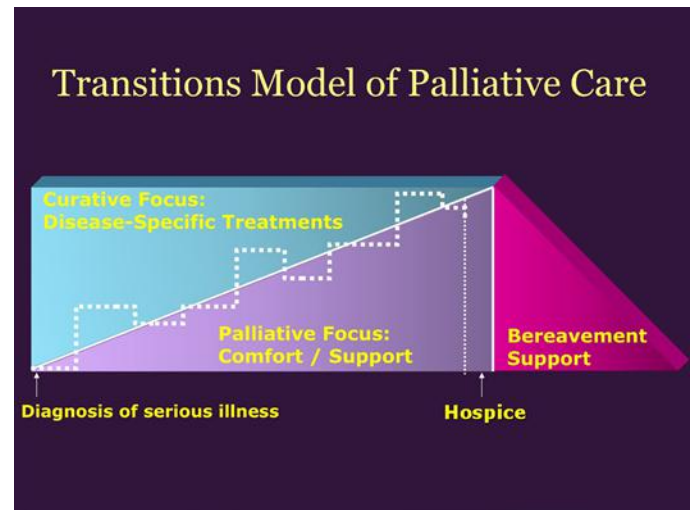 Transitions Model of Palliative Care
Curative Focus:
Disease-Specific Treatments
Palliative Focus:
Comfort / Support
Bereavement
Support
Diagnosis of serious illness
Hospice